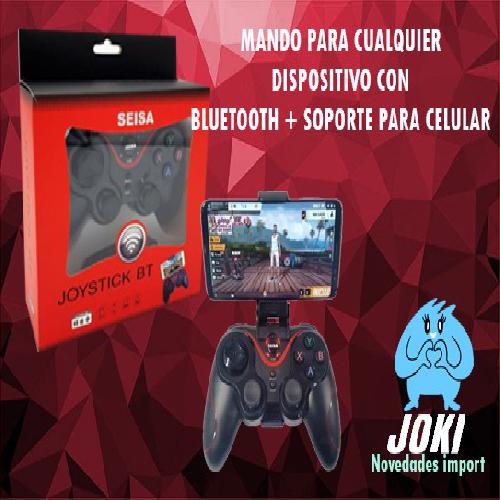 MANDO PARA CUALQUIER
DISPOSITIVO CON
BLUETOOTH + SOPORTE PARA CELULAR
SEISA
JOYSTICK BT
SEISA
X
B
A
JOKI
Novedades import